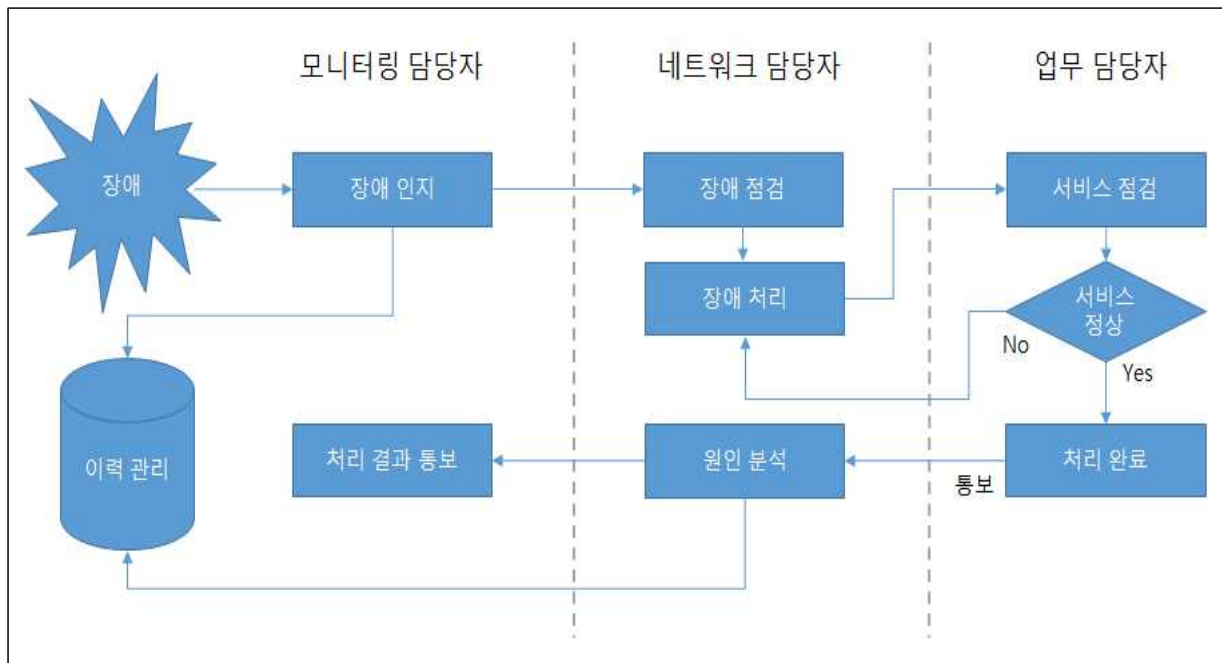 모니터링 담당자
네트워크 담당자
업무 담당자
장애
장애 인지
장애 점검
서비스 점검
장애 처리
서비스
정상
No
Yes
이력 관리
처리 결과 통보
원인 분석
통보
처리 완료